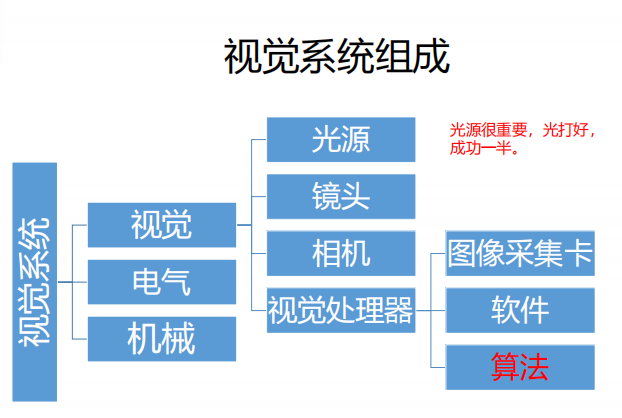 视觉系统组成
光源很重要，光打好，
成功一半。
视觉系统
视觉
电气
机械
光源
镜头
相机
视觉处理器
图像采集卡
软件
算法